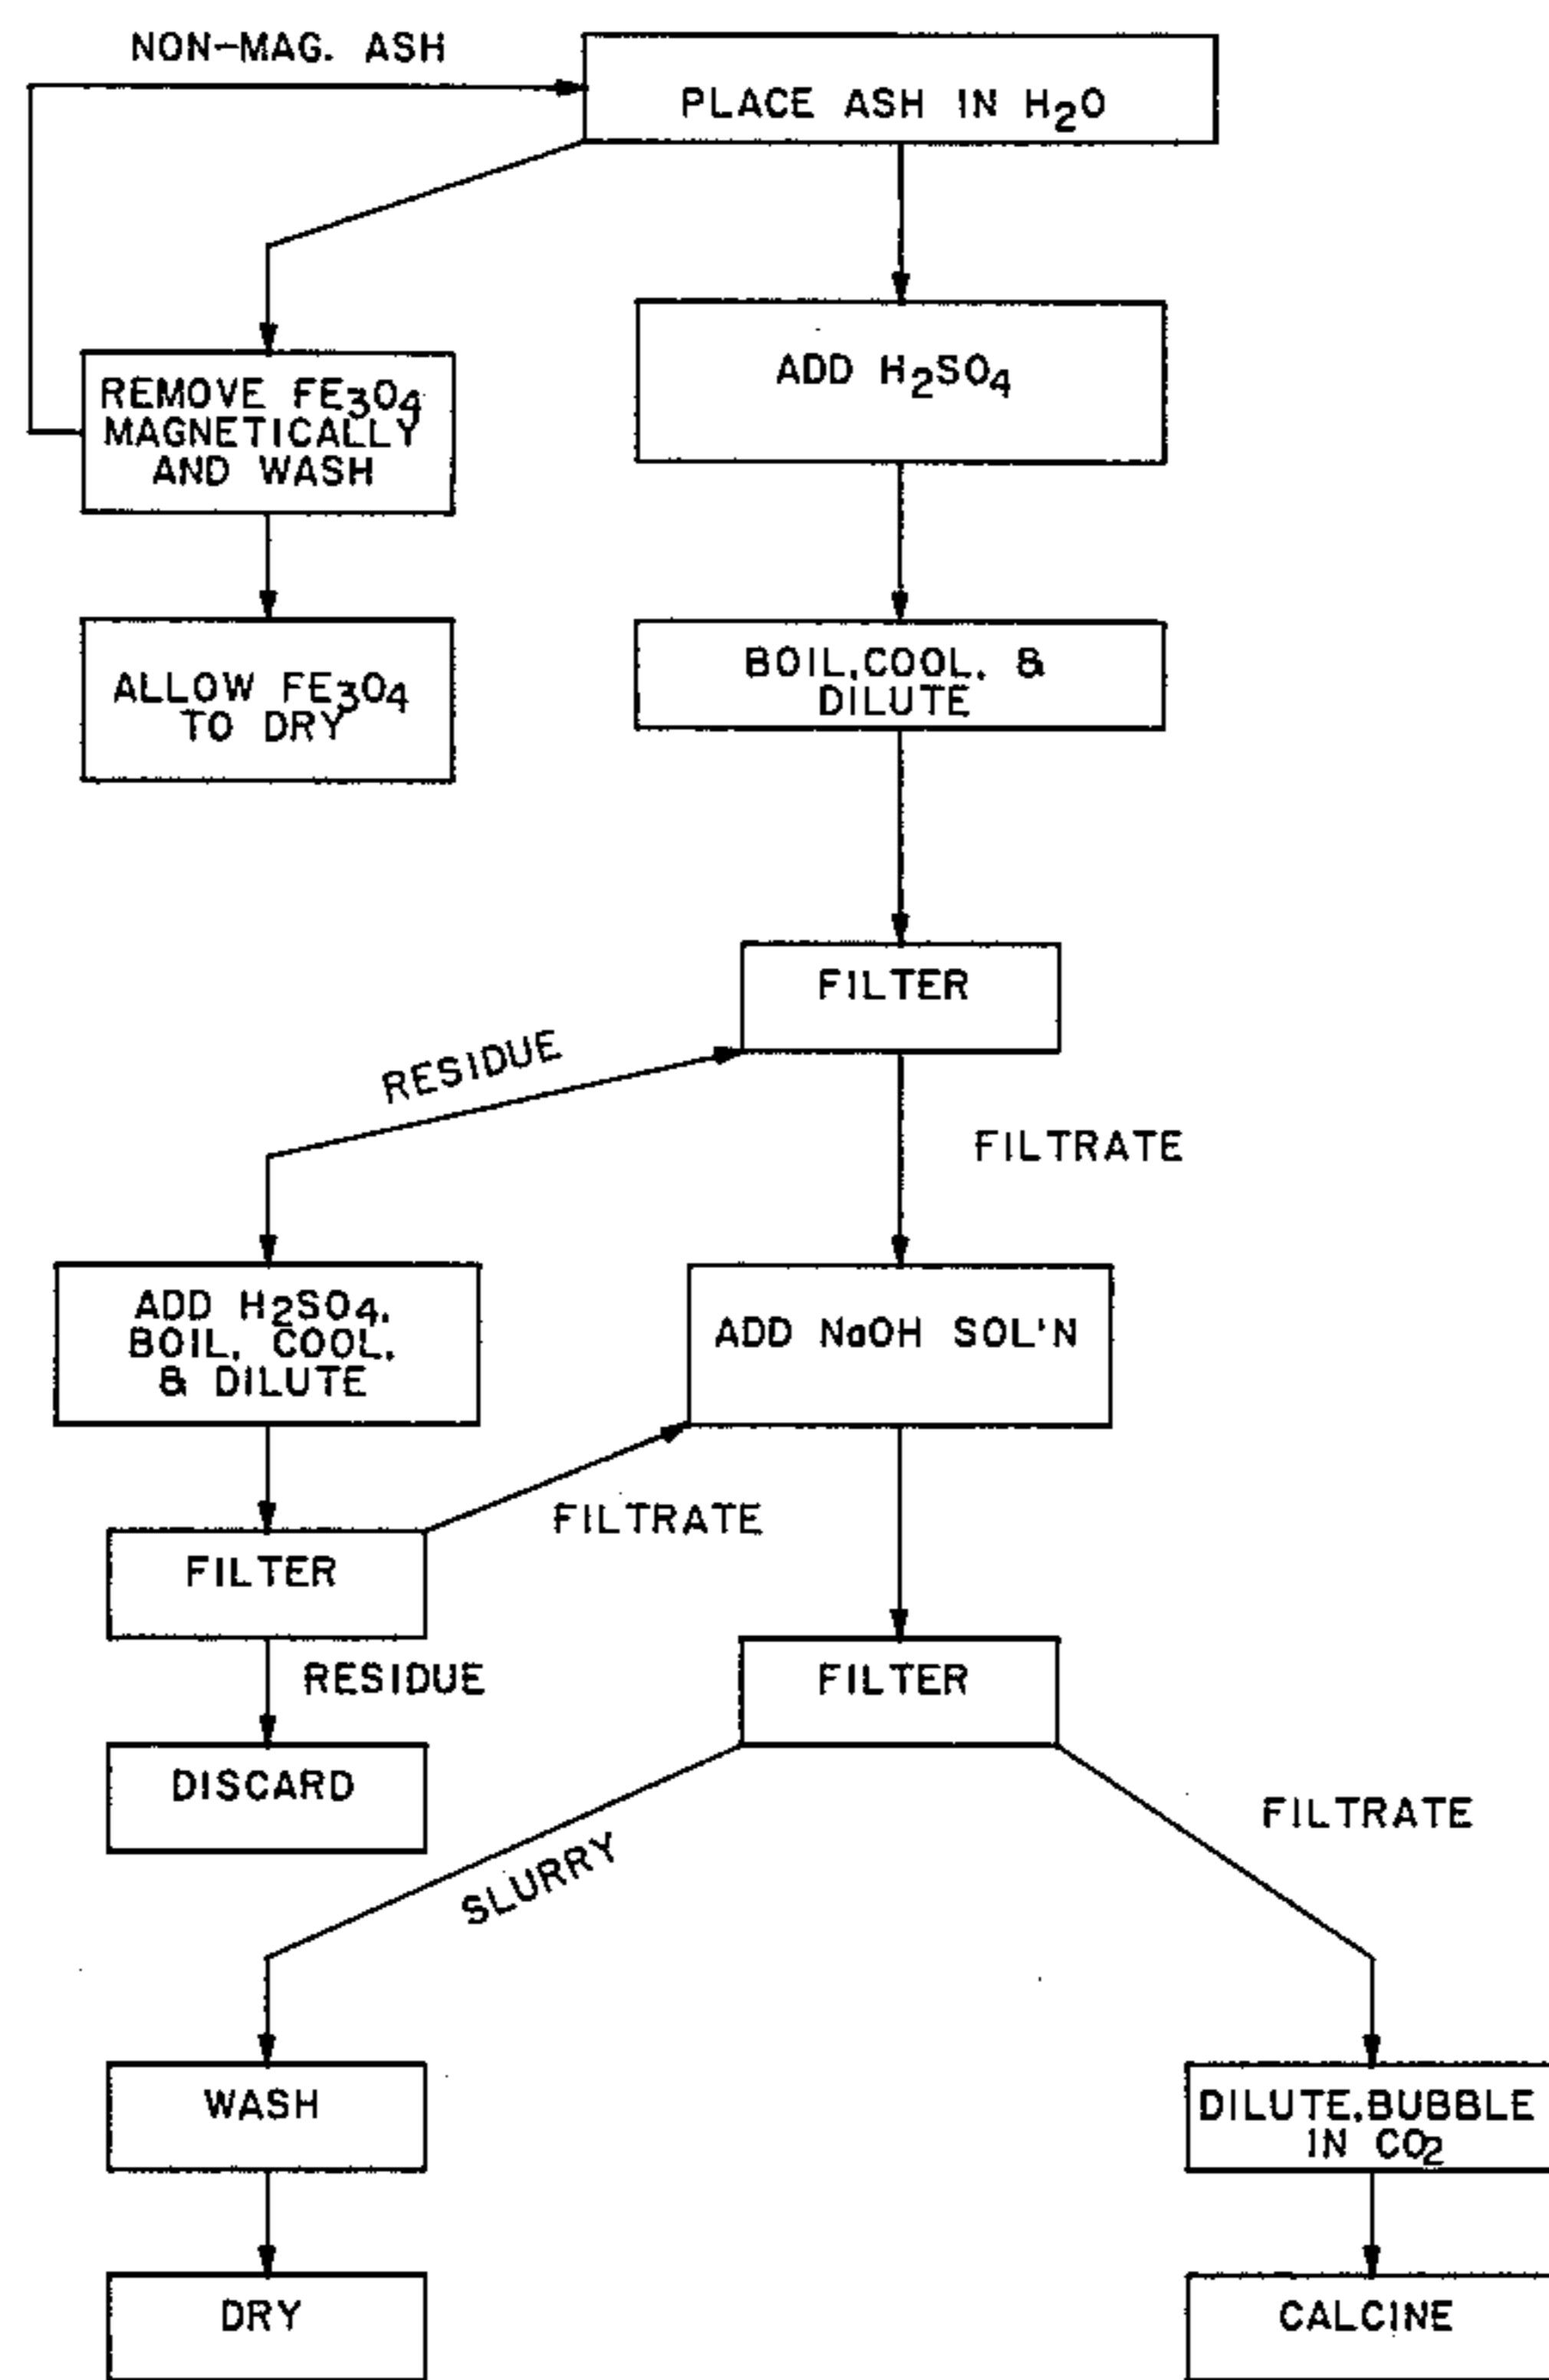 NON-MAG. ASH
PLACE ASH IN H2O
REMOVE FE3O4
MAGNETICALLY
AND WASH
ADD H2SO4
ALLOW FE3O4
TO DRY
BOIL, COOL, &
DILUTE
FILTER
RESIDUE
FILTRATE
ADD H2SO4,
BOIL, COOL,
& DILUTE
ADD NaOH SOL'N
FILTRATE
FILTER
RESIDUE
FILTER
DISCARD
FILTRATE
SLURRY
WASH
DILUTE, BUBBLE
IN CO2
DRY
CALCINE